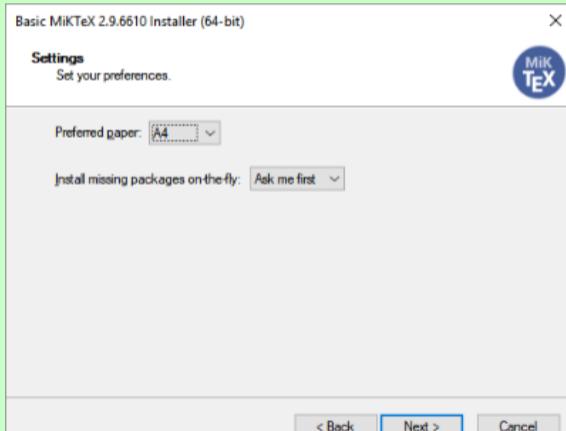 Basic MiKTeX 2.9.6610 Installer (64-bit)
Settings
Set your preferences.
MiK
TEX
Preferred paper: A4
Install missing packages on-the-fly: Ask me first
< Back Next > Cancel